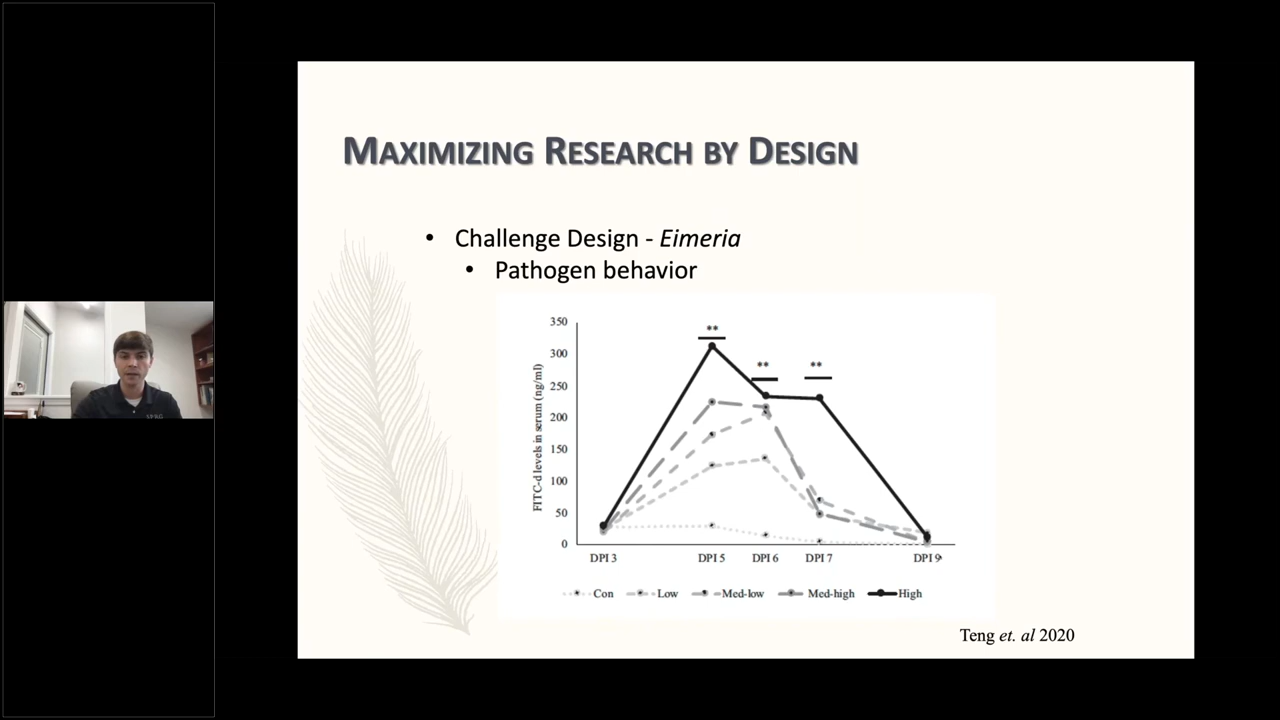 MAXIMIZING RESEARCH BY DESIGN
• Challenge Design - Eimeria
• Pathogen behavior
FITC-d levels in serum (ng/ml)
350
300
250
200
150
100
50
0
** ** **
DPI 3 DPI 5 DPI 6 DPI 7 DPI 9
Con Low Med-low Med-high High
Teng et. al 2020